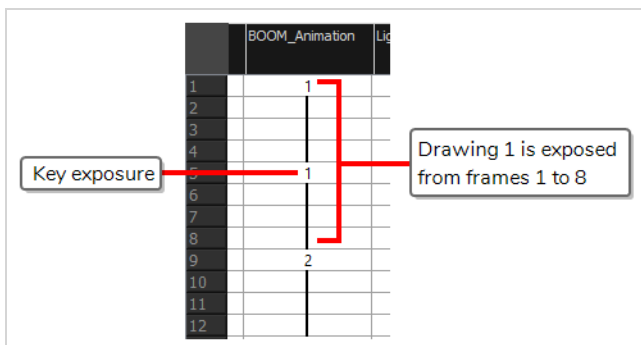 BOOM_Animation Lig
1 1
2
3
4
Key exposure 1
Drawing 1 is exposed
from frames 1 to 8
6
7
8
9 2
10
11
12